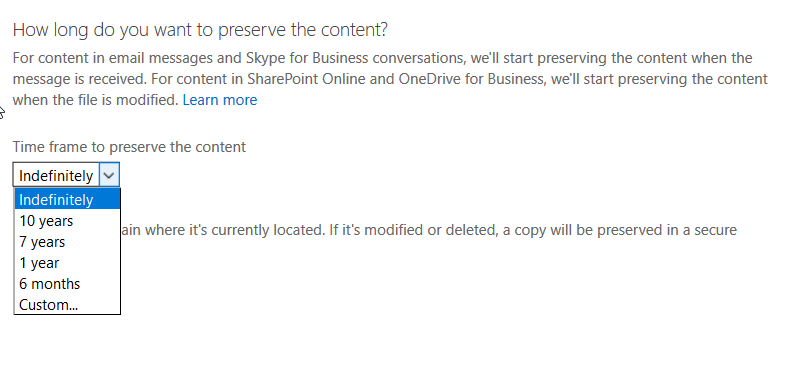 How long do you want to preserve the content?
For content in email messages and Skype for Business conversations, we'll start preserving the content when the
message is received. For content in SharePoint Online and OneDrive for Business, we'll start preserving the content
when the file is modified. Learn more
Time frame to preserve the content
Indefinitely
Indefinitely
10 years
7 years
ain where it's currently located. If it's modified or deleted, a copy will be preserved in a secure
1 year
6 months
Custom...